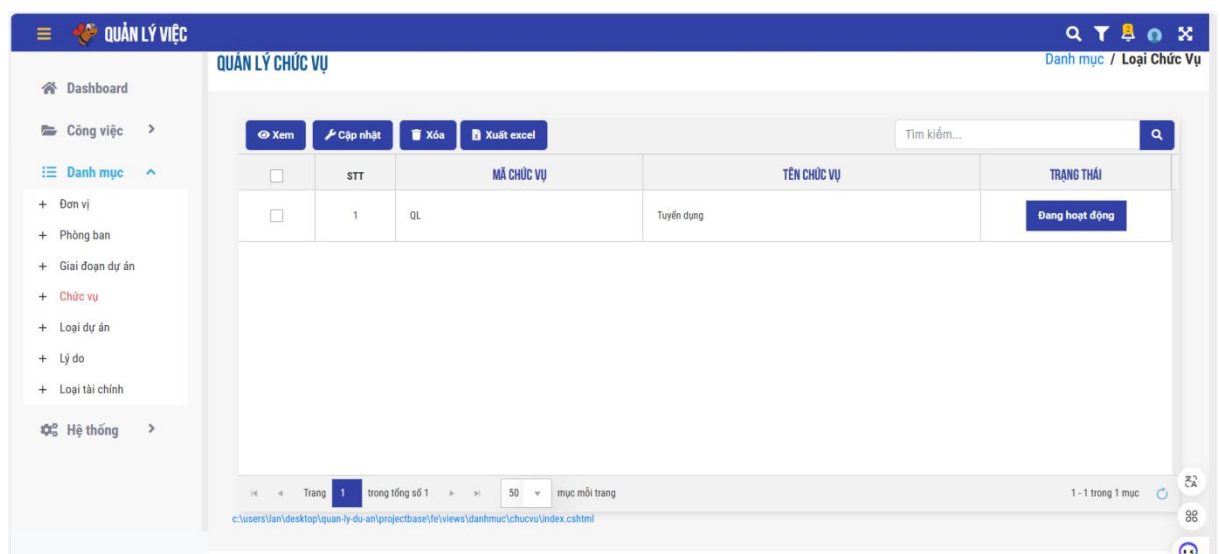 QUẢN LÝ VIỆC
QUẢN LÝ CHỨC VỤ
Danh mục / Loại Chức Vụ
Dashboard
Công việc
Danh mục
Đơn vị
Phòng ban
Giai đoạn dự án
Chức vụ
Loại dự án
Lý do
Loại tài chính
Hệ thống
Xem Cập nhật Xóa Xuất excel Tìm kiếm...
STT MÃ CHỨC VỤ TÊN CHỨC VỤ TRẠNG THÁI
1 QL Tuyển dụng Đang hoạt động
Trang 1 trong tổng số 1 50 mục mỗi trang 1 - 1 trong 1 mục
c:\users\lan\desktop\quan-ly-du-an\projectbase\fe\views\danhmuc\chucvu\index.cshtml